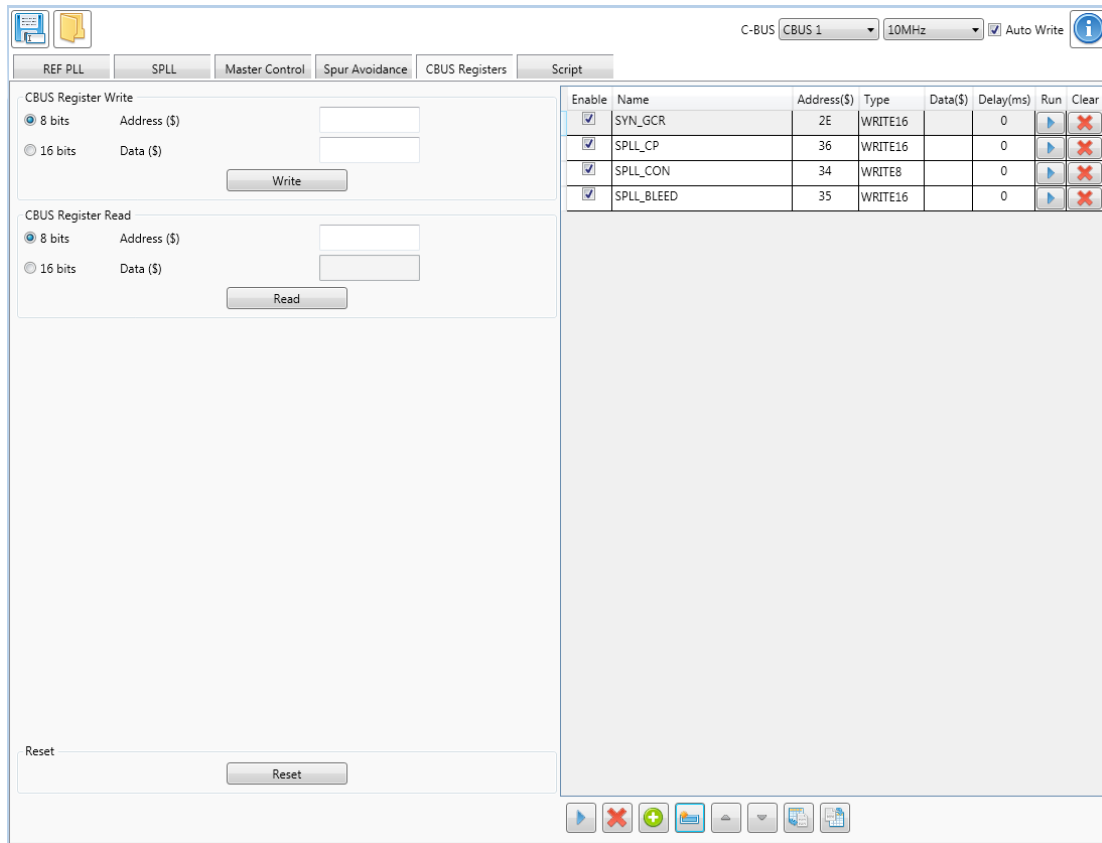 C-BUS CBUS 1 10MHz Auto Write
REF PLL SPLL Master Control Spur Avoidance CBUS Registers Script
CBUS Register Write
8 bits Address ($)
16 bits Data ($)
Write
CBUS Register Read
8 bits Address ($)
16 bits Data ($)
Read
Reset
Reset
Enable Name Address($) Type Data($) Delay(ms) Run Clear
SYN_GCR 2E WRITE16 0
SPLL_CP 36 WRITE16 0
SPLL_CON 34 WRITE8 0
SPLL_BLEED 35 WRITE16 0